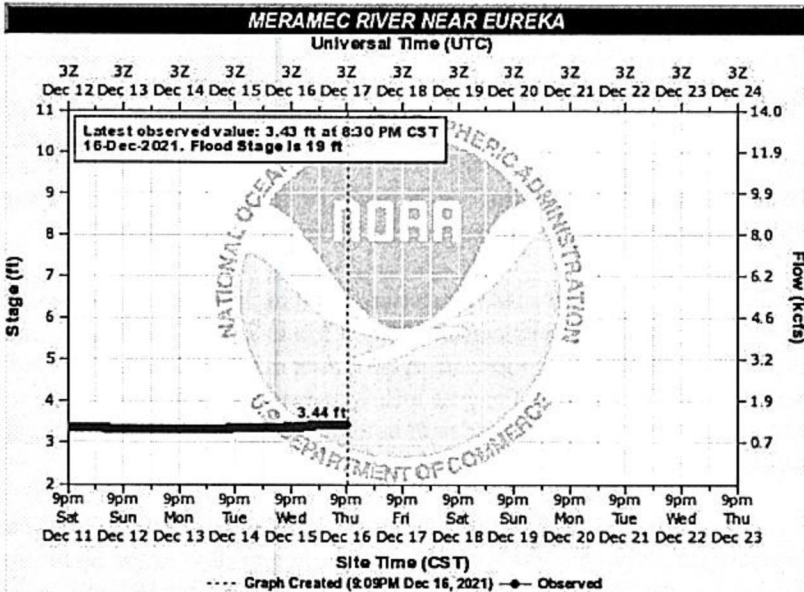 MERAMEC RIVER NEAR EUREKA
Universal Time (UTC)
3Z 3Z 3Z 3Z 3Z 3Z 3Z 3Z 3Z 3Z 3Z 3Z 3Z
Dec 12 Dec 13 Dec 14 Dec 15 Dec 16 Dec 17 Dec 18 Dec 19 Dec 20 Dec 21 Dec 22 Dec 23 Dec 24
Latest observed value: 3.43 ft at 8:30 PM CST
16-Dec-2021. Flood Stage is 19 ft
11 14.0
10 11.9
9 9.9
8 8.0
7 6.2
6 4.6
5 3.2
4 1.9
3 0.7
2
Stage (ft)
Flow (kcfs)
NATIONAL OCEAN PHERIC ADMINISTRATION
NOAA
U.S. DEPARTMENT OF COMMERCE
3.44 ft
9pm 9pm 9pm 9pm 9pm 9pm 9pm 9pm 9pm 9pm 9pm 9pm 9pm
Sat Sun Mon Tue Wed Thu Fri Sat Sun Mon Tue Wed Thu
Dec 11 Dec 12 Dec 13 Dec 14 Dec 15 Dec 16 Dec 17 Dec 18 Dec 19 Dec 20 Dec 21 Dec 22 Dec 23
Site Time (CST)
Graph Created (9:09PM Dec 16, 2021) Observed